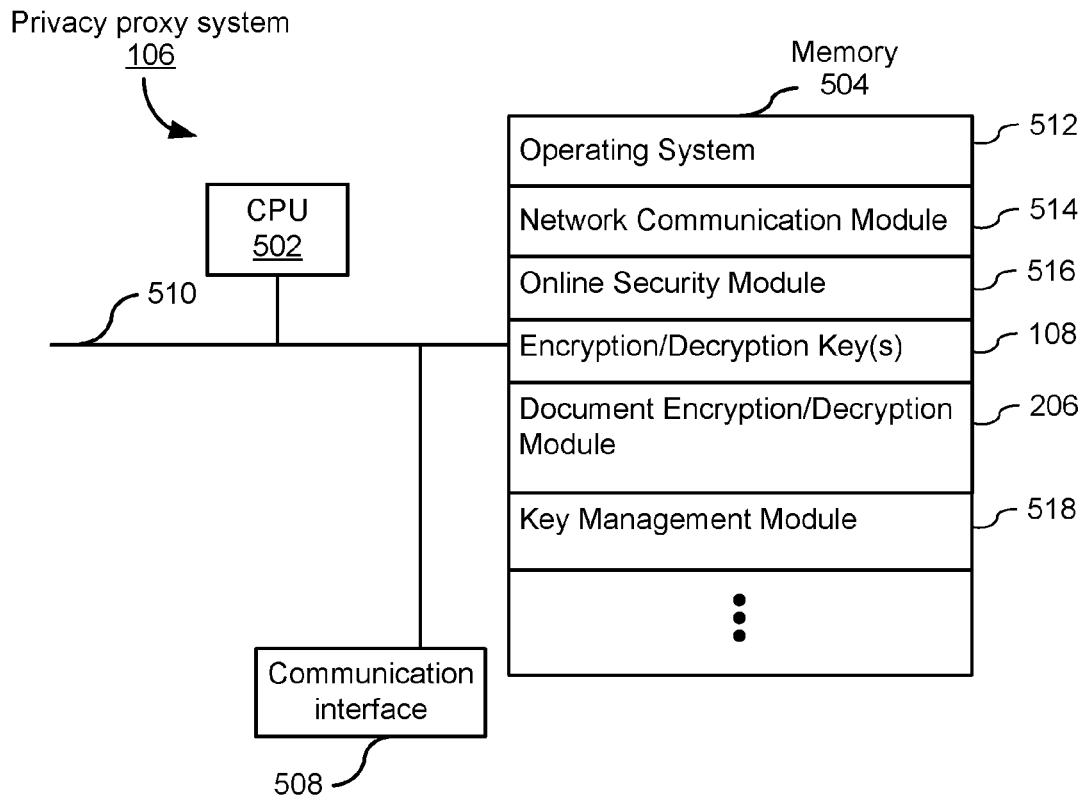 Privacy proxy system
106
Memory
504
Operating System
512
CPU
502
Network Communication Module
514
Online Security Module
516
510
Encryption/Decryption Key(s)
108
Document Encryption/Decryption
Module
206
Key Management Module
518
Communication
interface
508